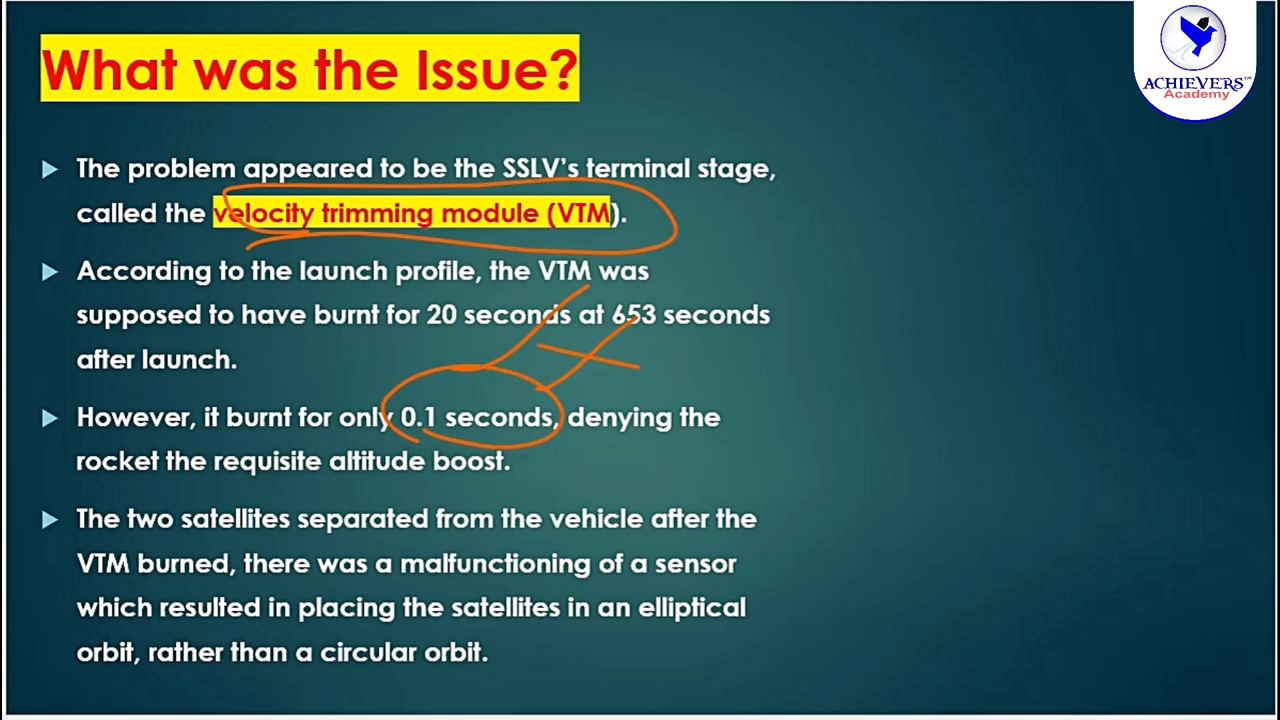 What was the Issue?
ACHIEVERS™
Academy
The problem appeared to be the SSLV’s terminal stage,
called the velocity trimming module (VTM).
According to the launch profile, the VTM was
supposed to have burnt for 20 seconds at 653 seconds
after launch.
However, it burnt for only 0.1 seconds, denying the
rocket the requisite altitude boost.
The two satellites separated from the vehicle after the
VTM burned, there was a malfunctioning of a sensor
which resulted in placing the satellites in an elliptical
orbit, rather than a circular orbit.